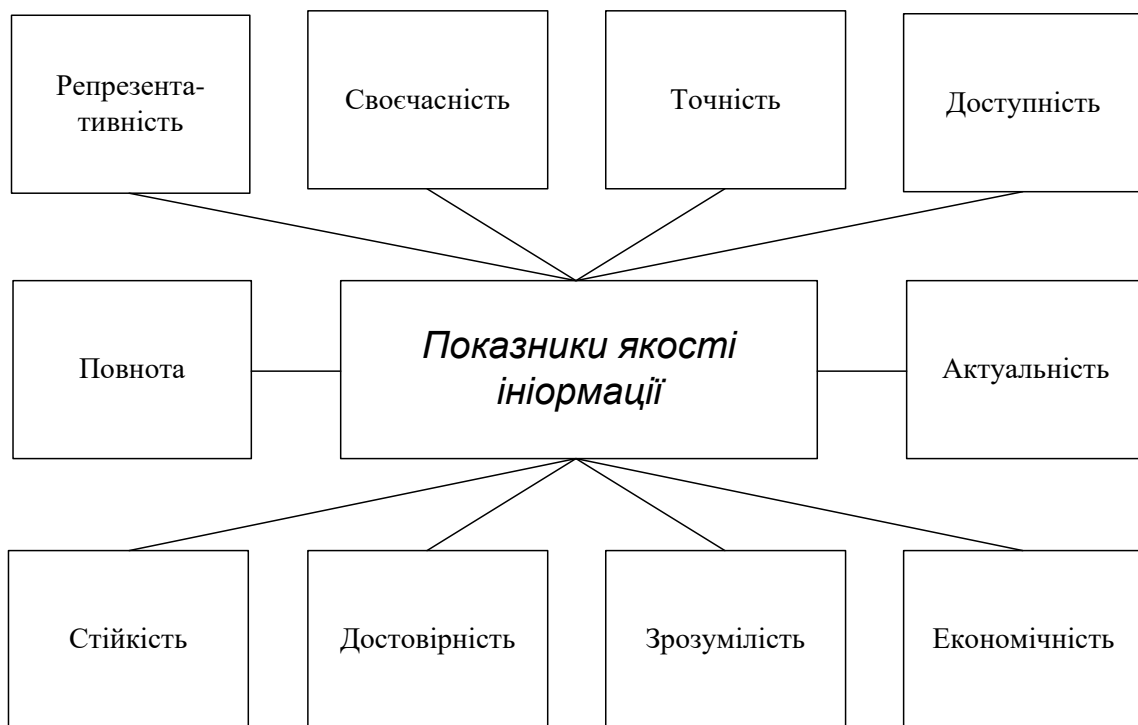 Репрезента-
тивність
Своєчасність
Точність
Доступність
Повнота
Показники якості
ініормації
Актуальність
Стійкість
Достовірність
Зрозумілість
Економічність